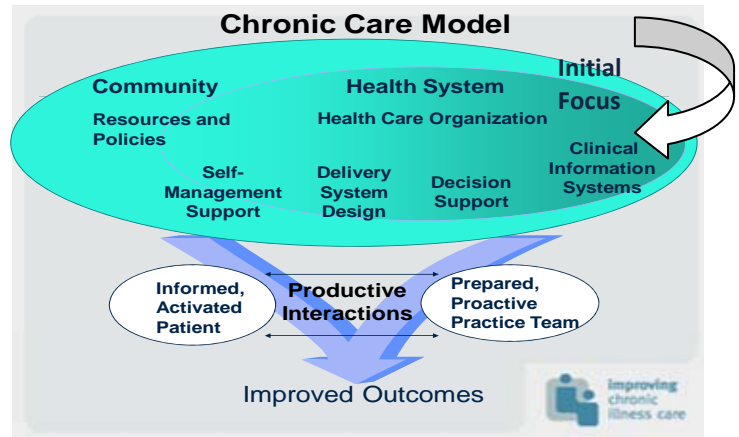 Chronic Care Model
Community
Health System
Initial
Focus
Resources and
Policies
Health Care Organization
Self-
Management
Support
Delivery
System
Design
Decision
Support
Clinical
Information
Systems
Informed,
Activated
Patient
Productive
Interactions
Prepared,
Proactive
Practice Team
Improved Outcomes
improving
chronic
illness care